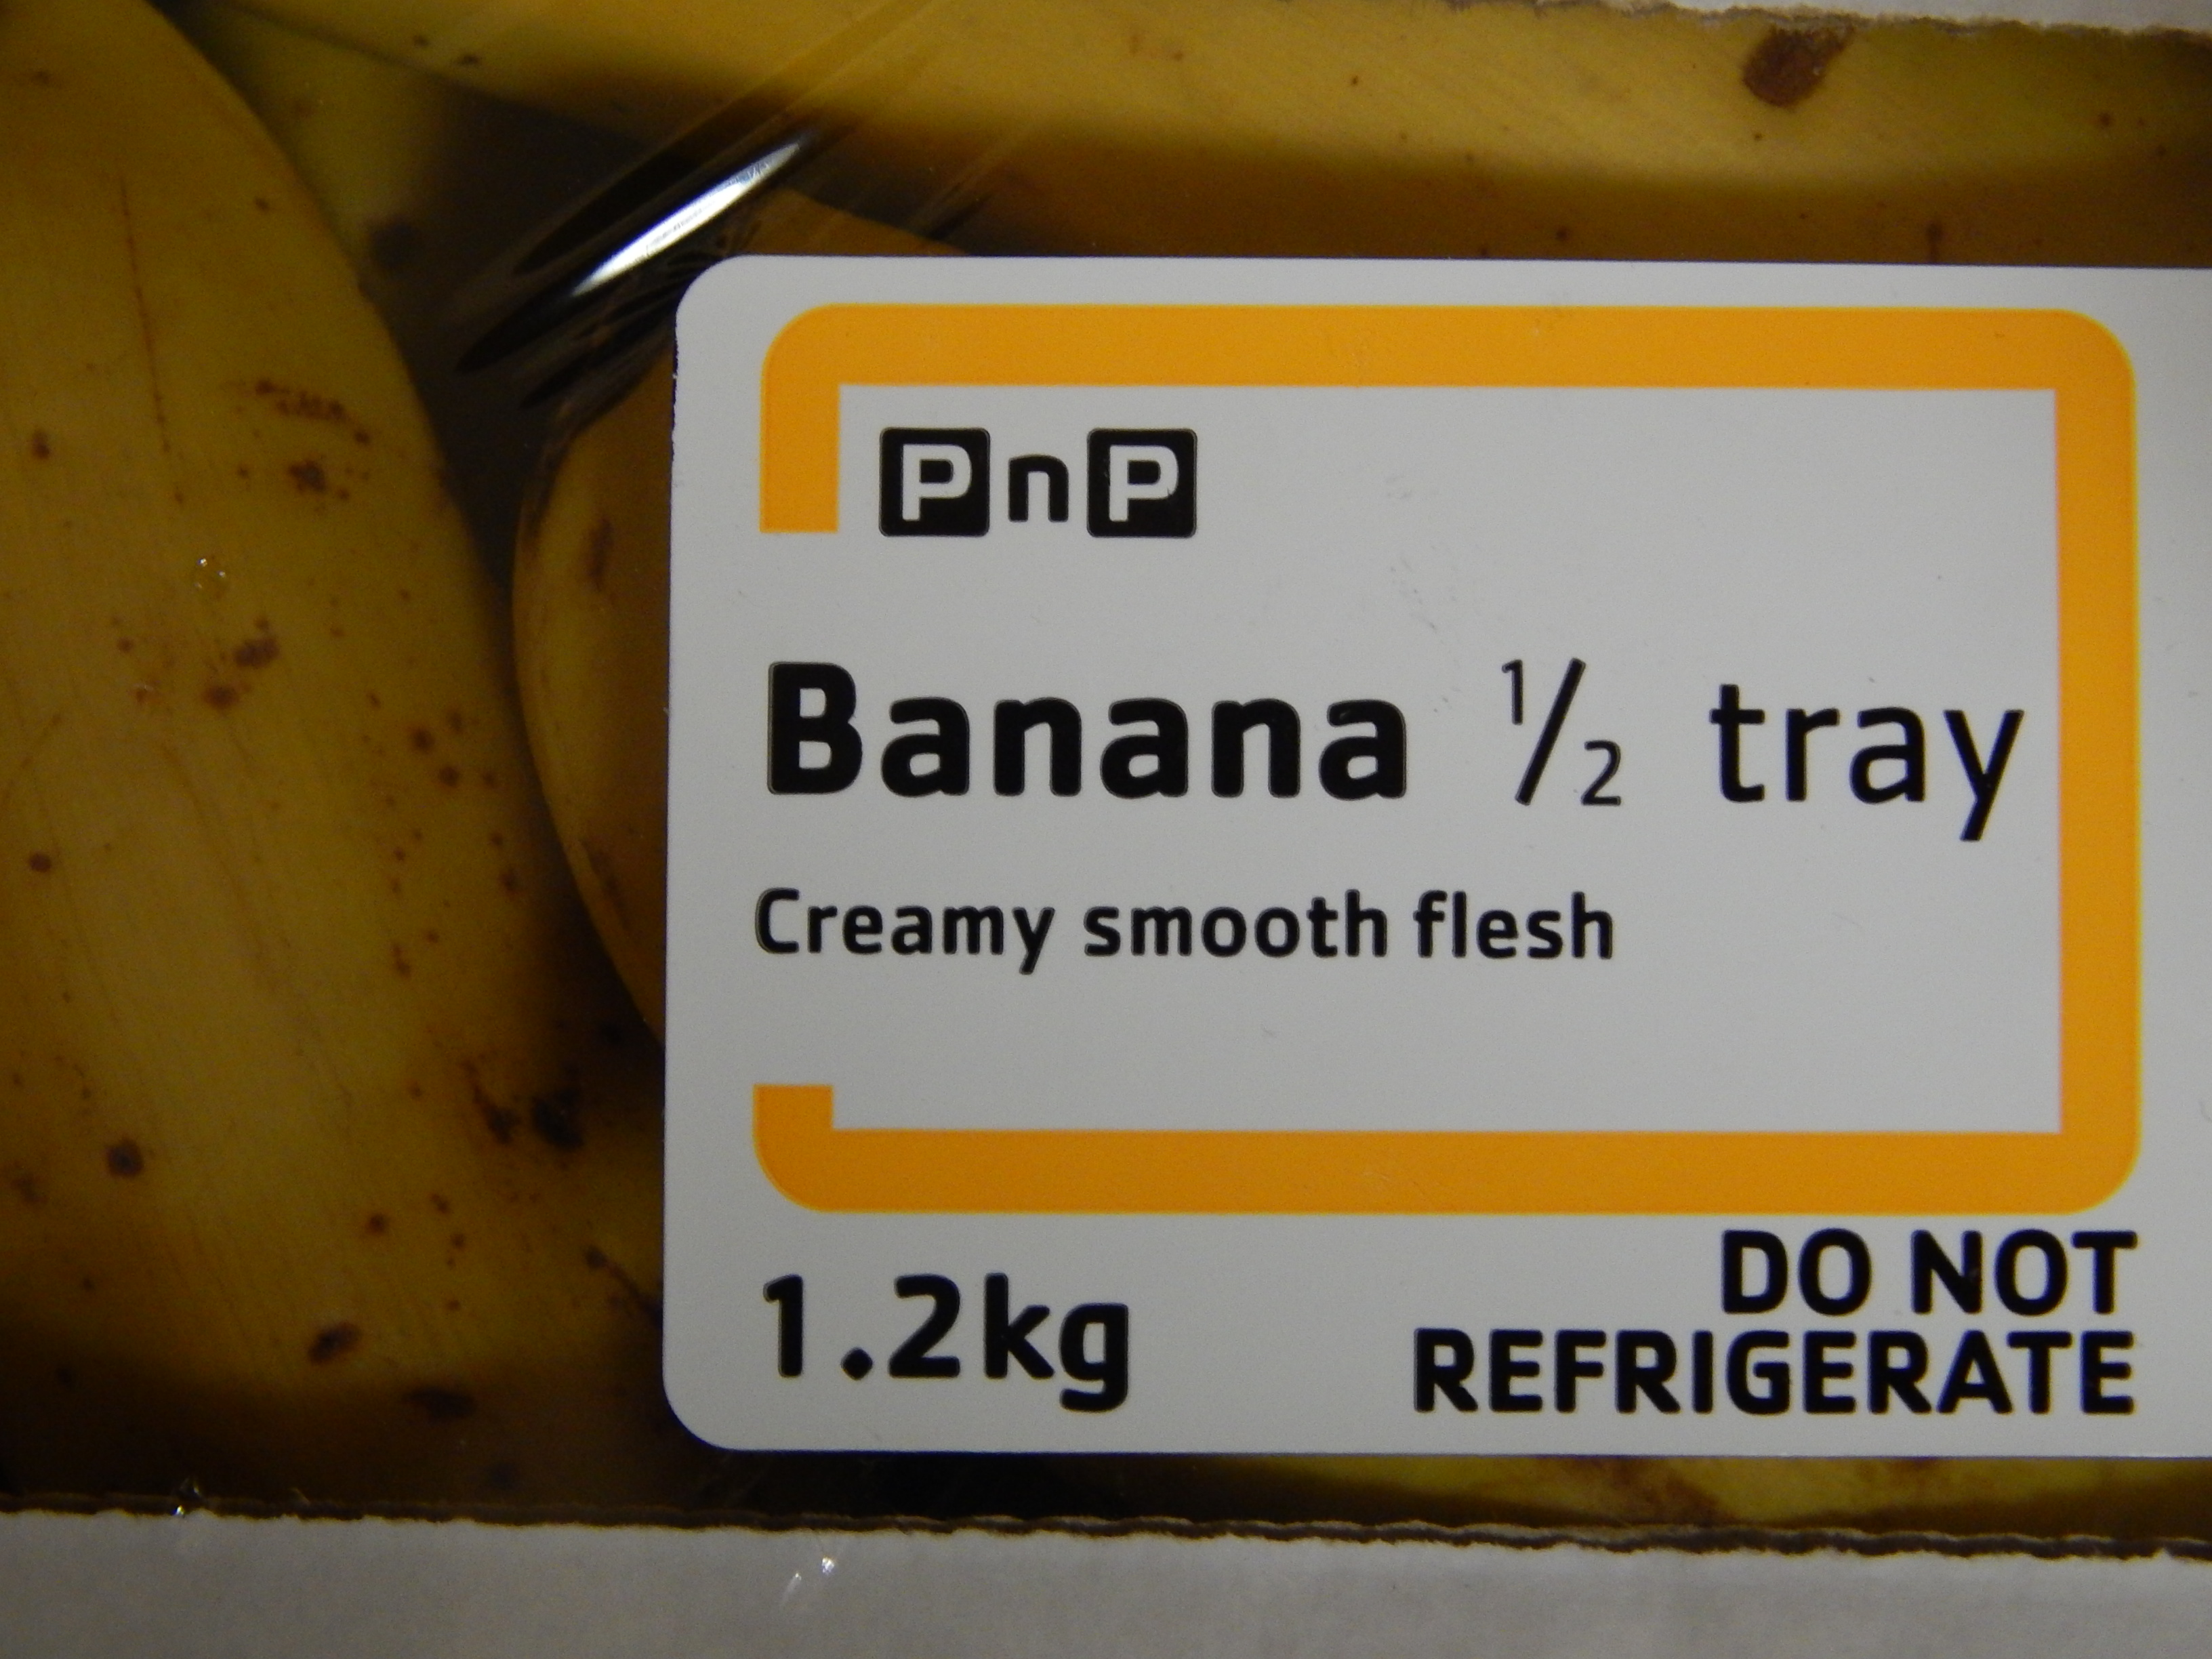 PnP
Banana ½ tray
Creamy smooth flesh
1.2kg
DO NOT
REFRIGERATE